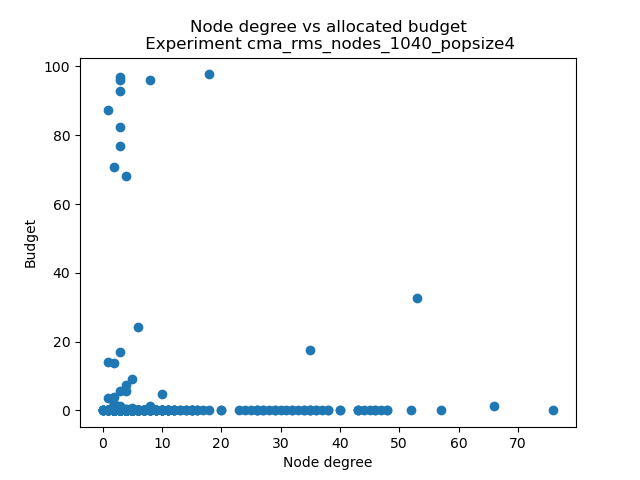 Node degree vs allocated budget
Experiment cma_rms_nodes_1040_popsize4
100
80
60
40
20
0
Budget
0 10 20 30 40 50 60 70
Node degree